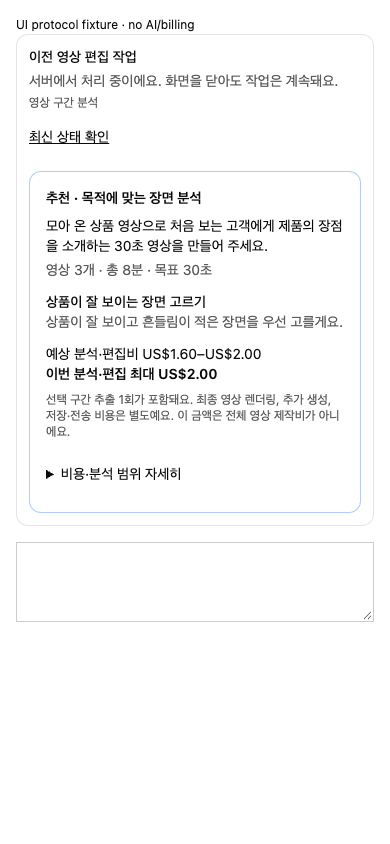 UI protocol fixture · no AI/billing
이전 영상 편집 작업
서버에서 처리 중이에요. 화면을 닫아도 작업은 계속돼요.
영상 구간 분석
최신 상태 확인
추천 · 목적에 맞는 장면 분석
모아 온 상품 영상으로 처음 보는 고객에게 제품의 장점
을 소개하는 30초 영상을 만들어 주세요.
영상 3개 · 총 8분 · 목표 30초
상품이 잘 보이는 장면 고르기
상품이 잘 보이고 흔들림이 적은 장면을 우선 고를게요.
예상 분석·편집비 US$1.60–US$2.00
이번 분석·편집 최대 US$2.00
선택 구간 추출 1회가 포함돼요. 최종 영상 렌더링, 추가 생성,
저장·전송 비용은 별도예요. 이 금액은 전체 영상 제작비가 아니
에요.
▶ 비용·분석 범위 자세히